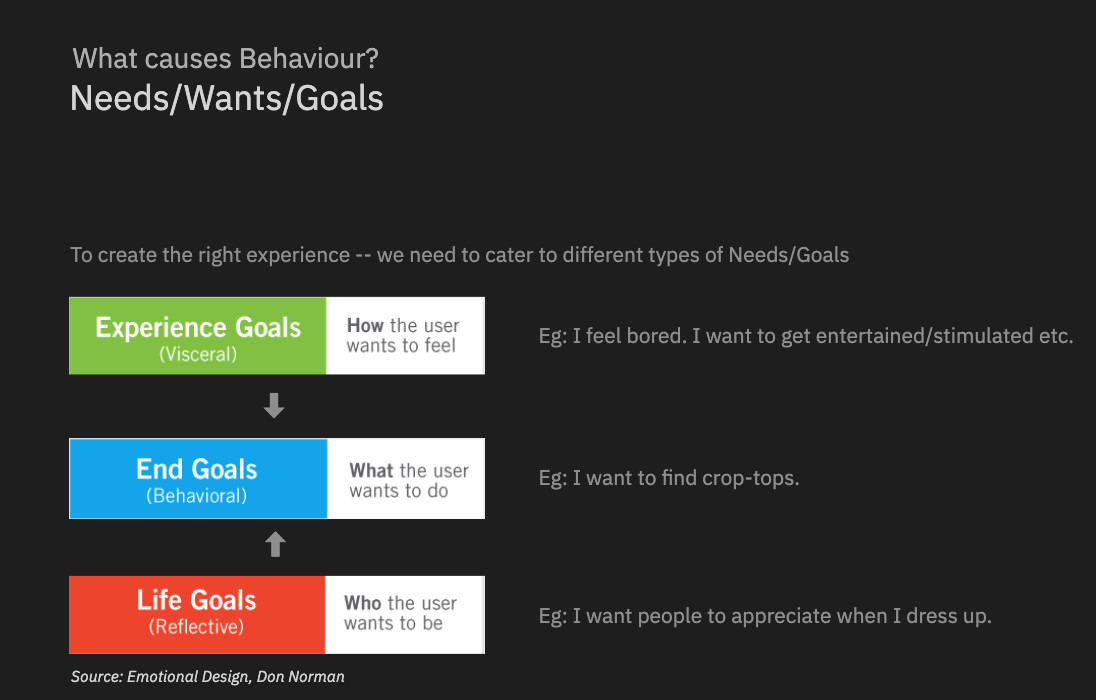 What causes Behaviour?
Needs/Wants/Goals
To create the right experience -- we need to cater to different types of Needs/Goals
Experience Goals
(Visceral)
How the user
wants to feel
Eg: I feel bored. I want to get entertained/stimulated etc.
End Goals
(Behavioral)
What the user
wants to do
Eg: I want to find crop-tops.
Life Goals
(Reflective)
Who the user
wants to be
Eg: I want people to appreciate when I dress up.
Source: Emotional Design, Don Norman